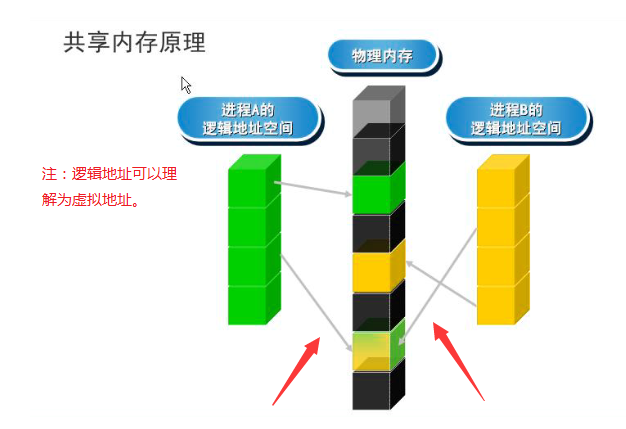 共享内存原理
物理内存
进程A的
逻辑地址空间
进程B的
逻辑地址空间
注：逻辑地址可以理
解为虚拟地址。